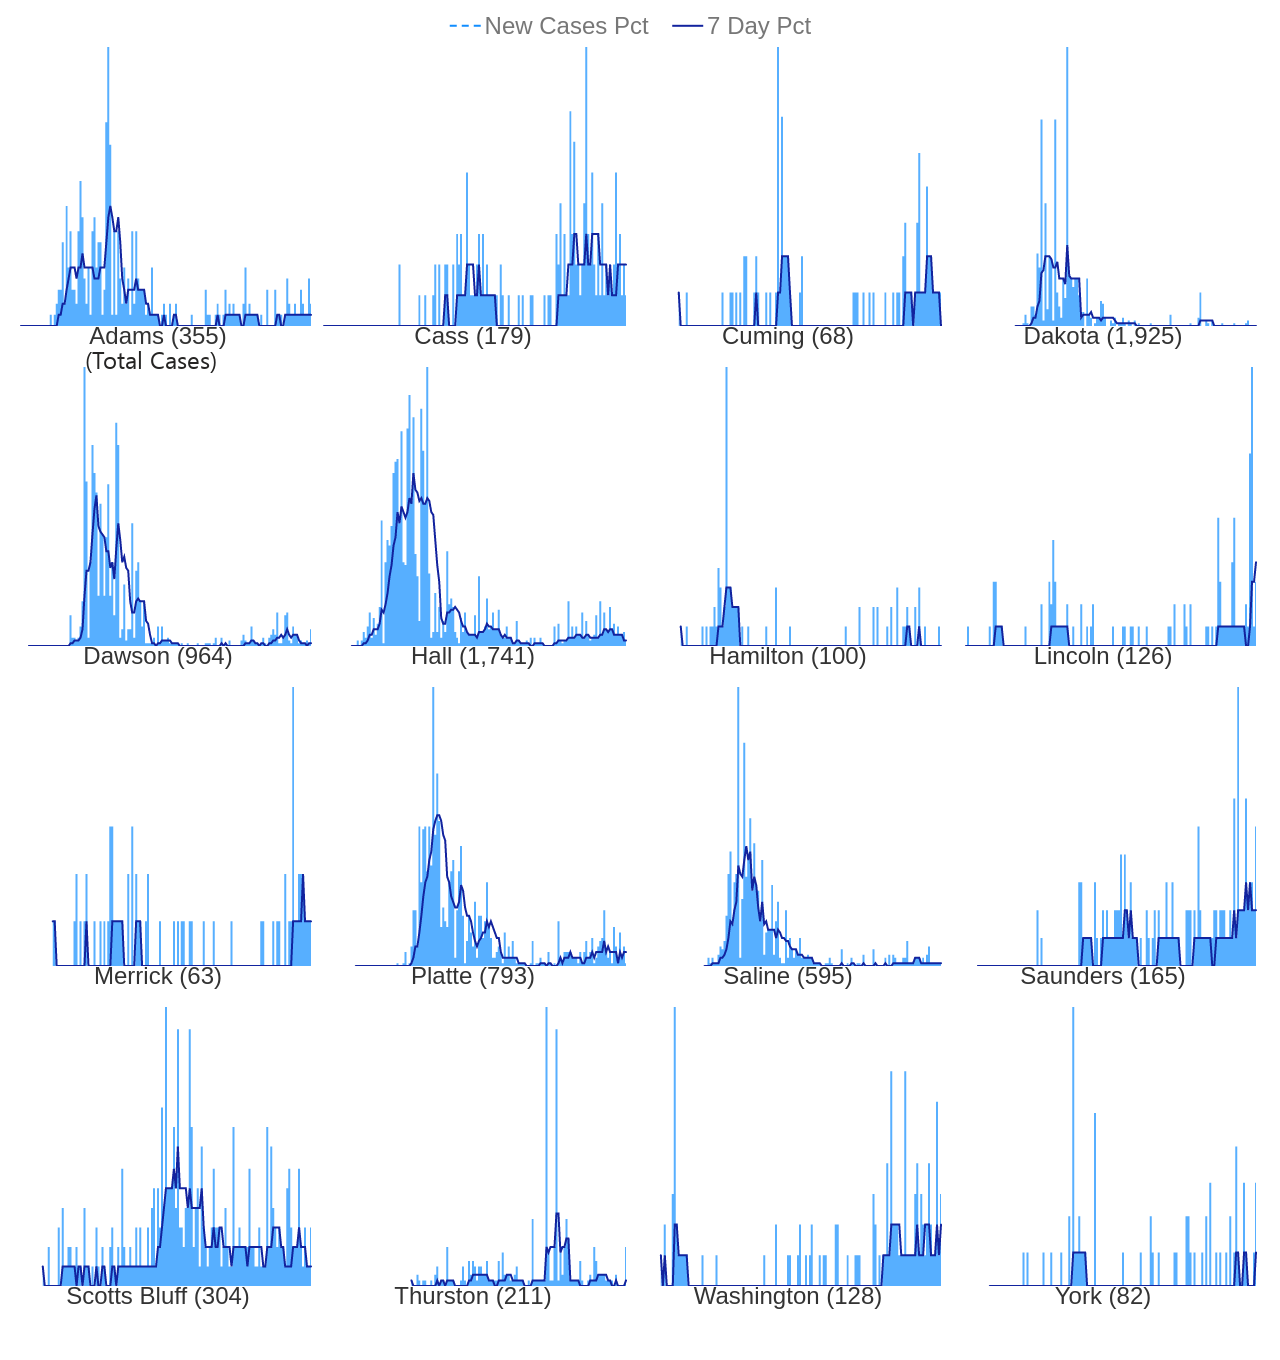 New Cases Pct 7 Day Pct
Adams (355) Cass (179) Cuming (68) Dakota (1,925)
(Total Cases)
Dawson (964) Hall (1,741) Hamilton (100) Lincoln (126)
Merrick (63) Platte (793) Saline (595) Saunders (165)
Scotts Bluff (304) Thurston (211) Washington (128) York (82)